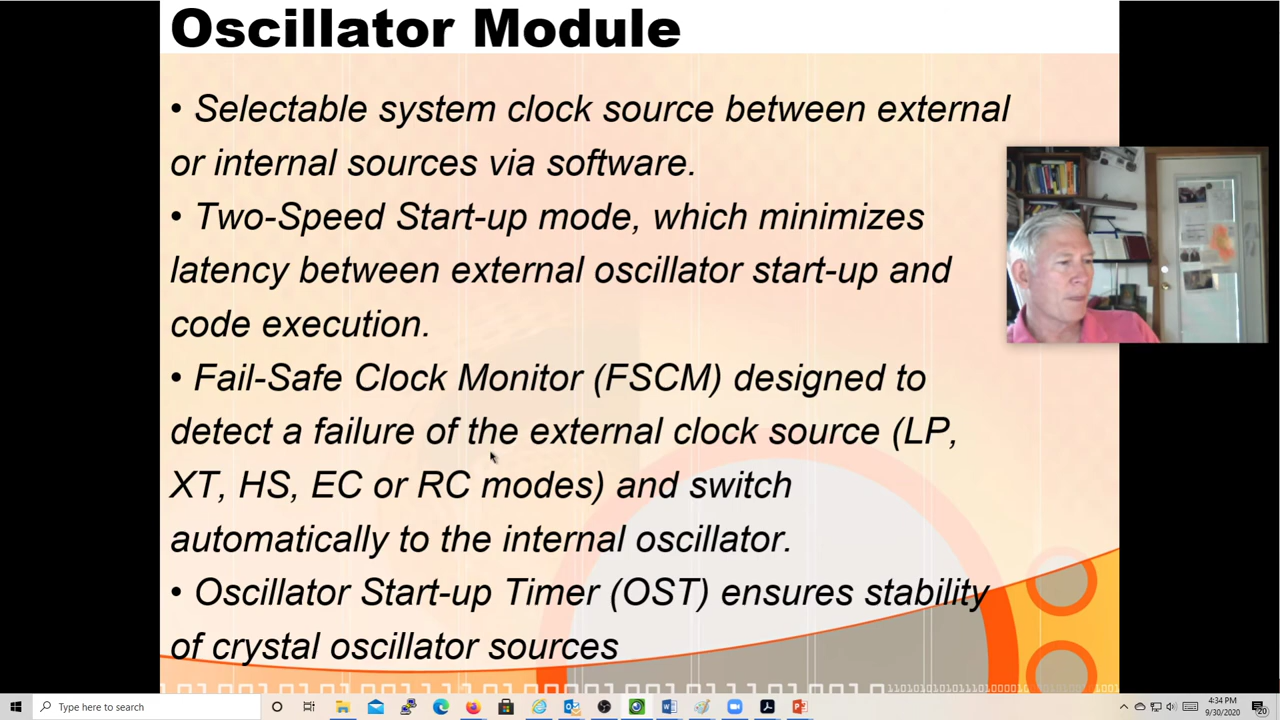 Oscillator Module
• Selectable system clock source between external
or internal sources via software.
• Two-Speed Start-up mode, which minimizes
latency between external oscillator start-up and
code execution.
• Fail-Safe Clock Monitor (FSCM) designed to
detect a failure of the external clock source (LP,
XT, HS, EC or RC modes) and switch
automatically to the internal oscillator.
• Oscillator Start-up Timer (OST) ensures stability
of crystal oscillator sources
Type here to search
4:34 PM
9/30/2020
20